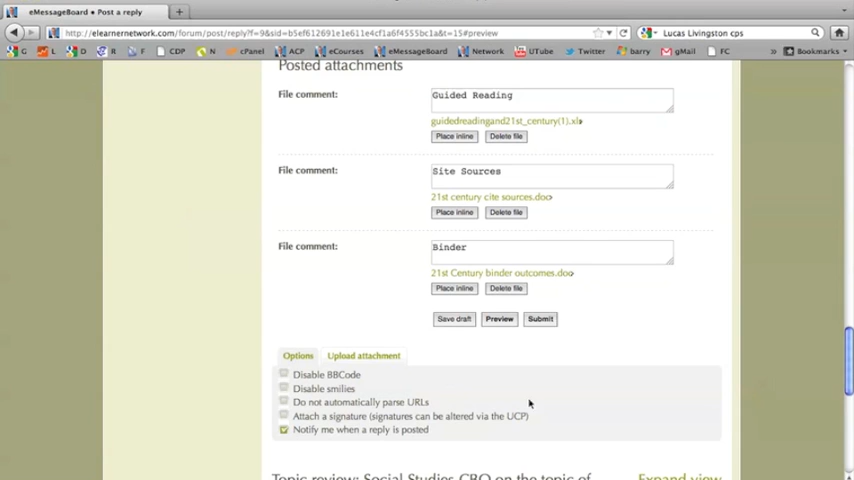 eMessageBoard • Post a reply
http://elearnernetwork.com/forum/post/reply?f=9&sid=b5ef612691e1e614cf1a6f4555bc1a&t=15#preview
Lucas Livingston cps
G L D R F CDP N cPanel ACP eCourses eMessageBoard Network UTube Twitter barry gMail FC » Bookmarks
Posted attachments
File comment: Guided Reading
guidedreadingand21st_century(1).xls
Place inline Delete file
File comment: Site Sources
21st century cite sources.doc
Place inline Delete file
File comment: Binder
21st Century binder outcomes.doc
Place inline Delete file
Save draft Preview Submit
Options Upload attachment
Disable BBCode
Disable smilies
Do not automatically parse URLs
Attach a signature (signatures can be altered via the UCP)
Notify me when a reply is posted
Topic review: Social Studies CBO on the topic of Expand view